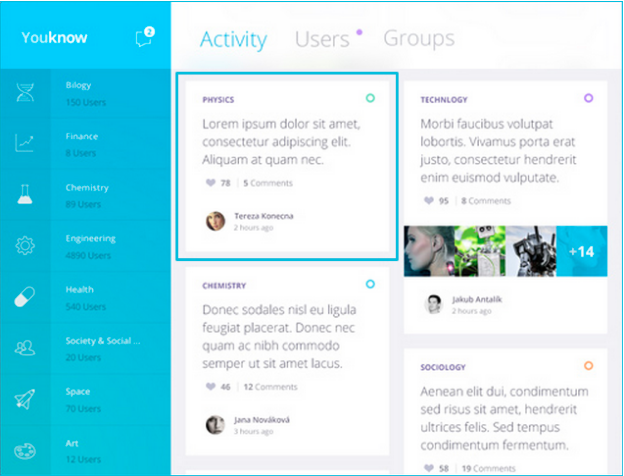 Youknow
2
Activity
Users
Groups
Bilogy
150 Users
Finance
8 Users
Chemistry
89 Users
Engineering
4890 Users
Health
540 Users
Society & Social ...
20 Users
Space
70 Users
Art
12 Users
PHYSICS
Lorem ipsum dolor sit amet,
consectetur adipiscing elit.
Aliquam at quam nec.
78 | 5 Comments
Tereza Konecna
2 hours ago
CHEMISTRY
Donec sodales nisl eu ligula
feugiat placerat. Donec nec
quam ac nibh commodo
semper ut sit amet lacus.
46 | 12 Comments
Jana Nováková
3 hours ago
TECHNLOGY
Morbi faucibus volutpat
lobortis. Vivamus porta erat
justo, consectetur hendrerit
enim euismod vulputate.
95 | 8 Comments
+14
Jakub Antalík
2 hours ago
SOCIOLOGY
Aenean elit dui, condimentum
sed risus sit amet, hendrerit
ultrices felis. Sed tempus
condimentum fermentum.
58 | 19 Comments